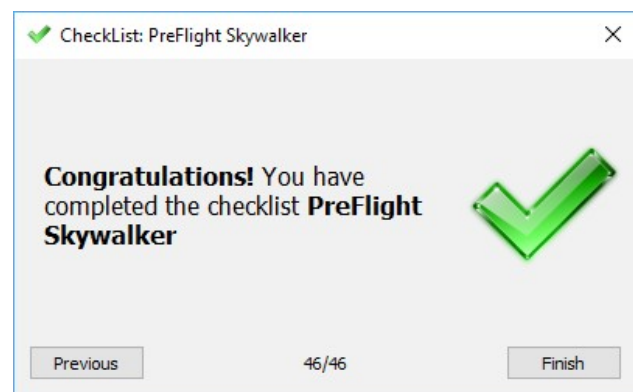 CheckList: PreFlight Skywalker
Congratulations! You have
completed the checklist PreFlight
Skywalker
Previous
46/46
Finish